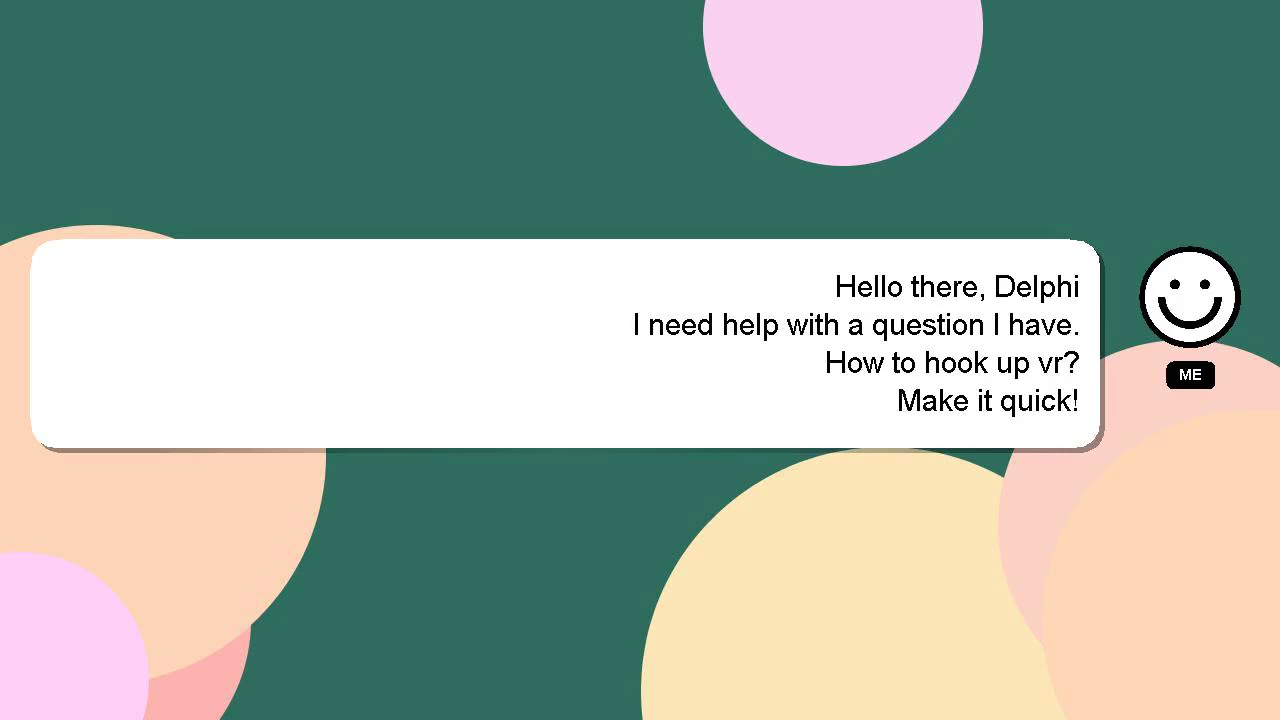 Hello there, Delphi
I need help with a question I have.
How to hook up vr?
Make it quick!
ME